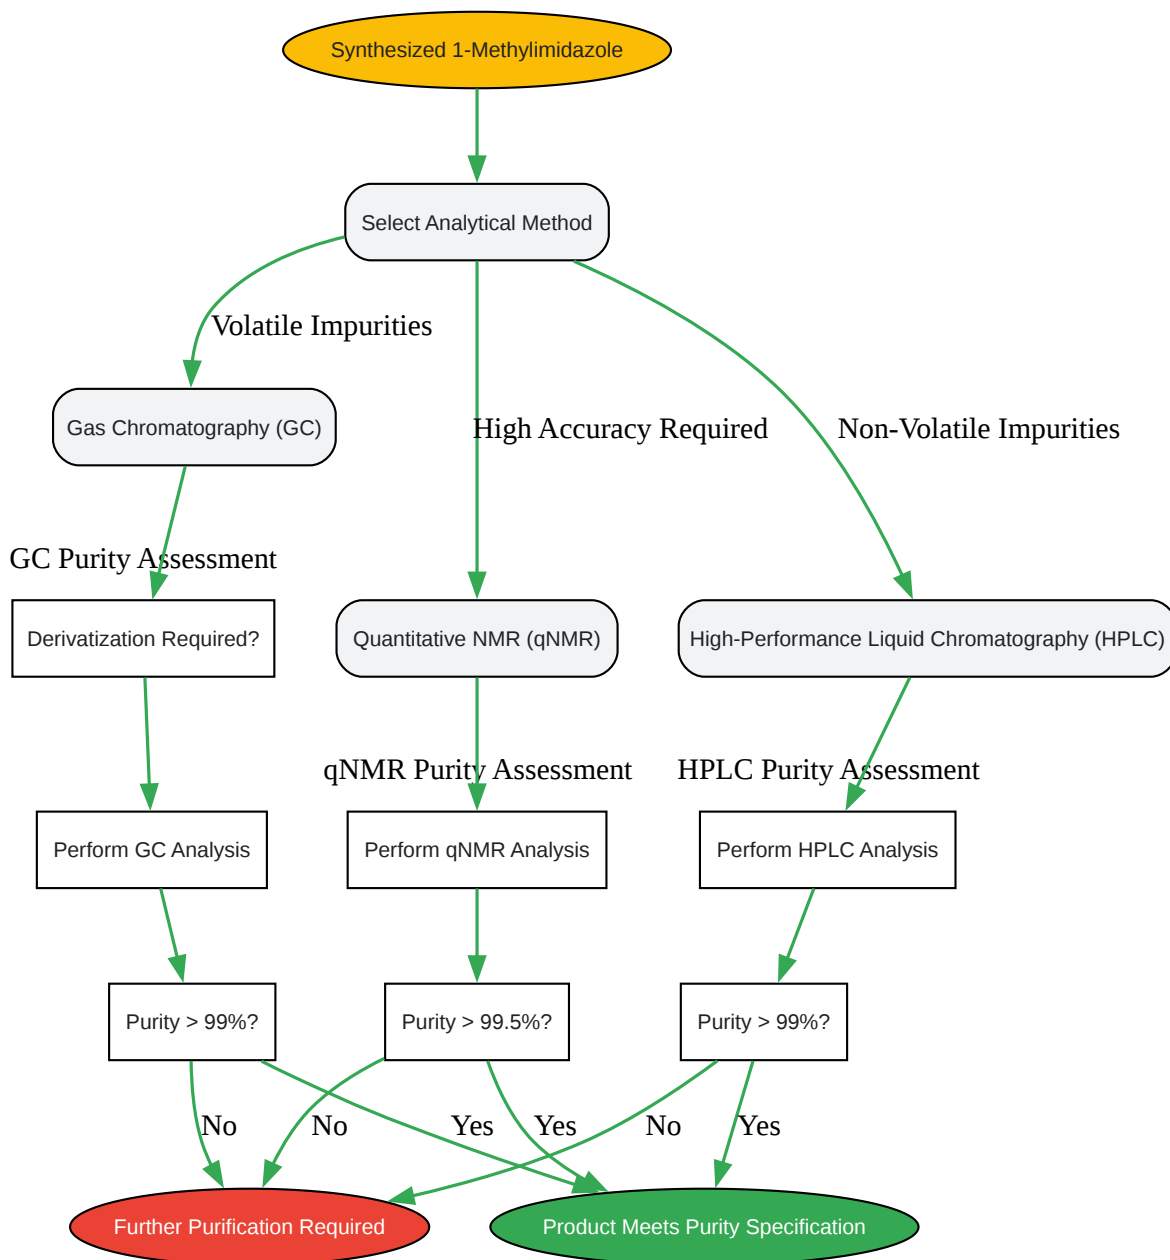 Synthesized 1-Methylimidazole
Select Analytical Method
Volatile Impurities
Gas Chromatography (GC)
High Accuracy Required
Non-Volatile Impurities
GC Purity Assessment
Derivatization Required?
Quantitative NMR (qNMR)
High-Performance Liquid Chromatography (HPLC)
qNMR Purity Assessment
HPLC Purity Assessment
Perform GC Analysis
Perform qNMR Analysis
Perform HPLC Analysis
Purity > 99%?
Purity > 99.5%?
Purity > 99%?
No
No
Yes
Yes
No
Yes
Further Purification Required
Product Meets Purity Specification